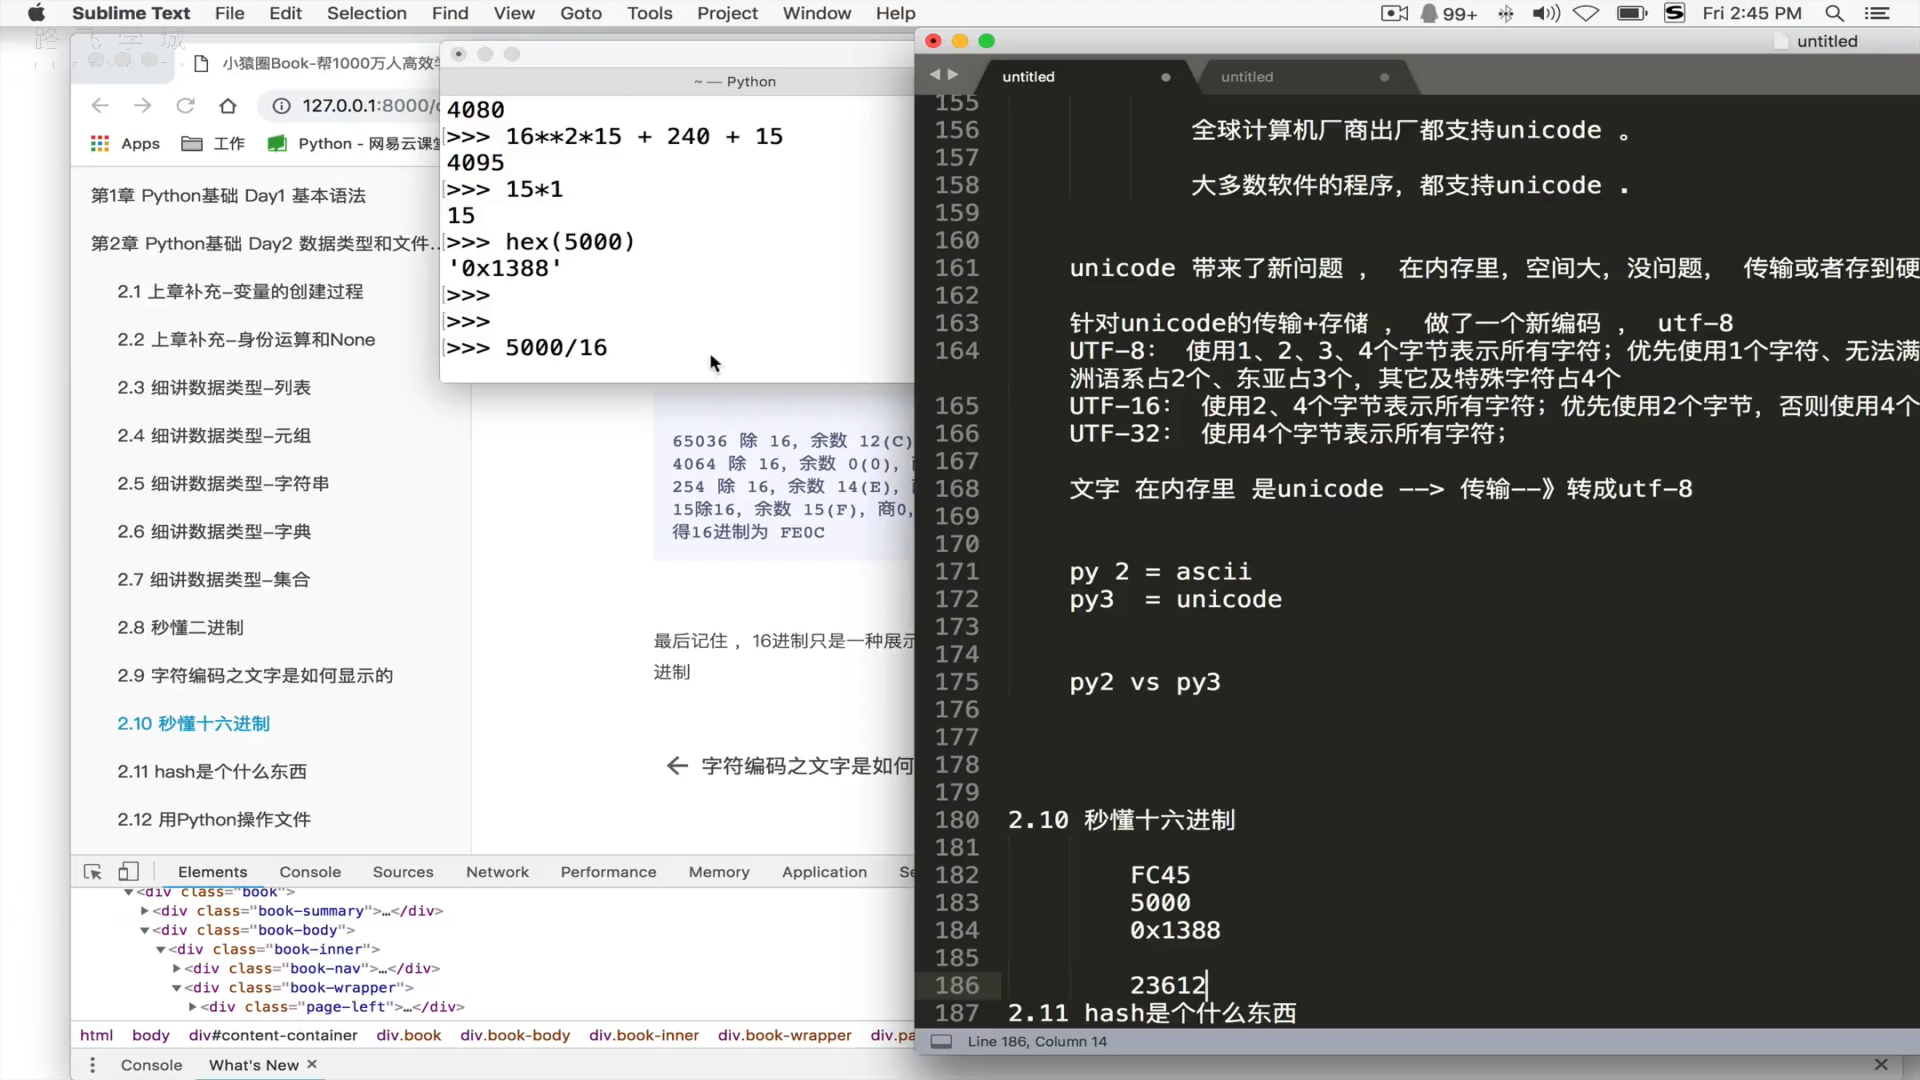 Sublime Text File Edit Selection Find View Goto Tools Project Window Help 99+ Fri 2:45 PM
路飞学城
小猿圈Book-帮1000万人高效学
127.0.0.1:8000/
Apps 工作 Python - 网易云课堂
第1章 Python基础 Day1 基本语法
第2章 Python基础 Day2 数据类型和文件...
2.1 上章补充-变量的创建过程
2.2 上章补充-身份运算和None
2.3 细讲数据类型-列表
2.4 细讲数据类型-元组
2.5 细讲数据类型-字符串
2.6 细讲数据类型-字典
2.7 细讲数据类型-集合
2.8 秒懂二进制
2.9 字符编码之文字是如何显示的
2.10 秒懂十六进制
2.11 hash是个什么东西
2.12 用Python操作文件
~ — Python
4080
>>> 16**2*15 + 240 + 15
4095
>>> 15*1
15
>>> hex(5000)
'0x1388'
>>>
>>>
>>> 5000/16
65036 除 16，余数 12(C)
4064 除 16，余数 0(0)，
254 除 16，余数 14(E)，
15除16，余数 15(F)，商0，
得16进制为 FE0C
最后记住 ，16进制只是一种展示
进制
← 字符编码之文字是如何
Elements Console Sources Network Performance Memory Application Se
▼<div class="book">
▶<div class="book-summary">…</div>
▼<div class="book-body">
▼<div class="book-inner">
▶<div class="book-nav">…</div>
▼<div class="book-wrapper">
▶<div class="page-left">…</div>
html body div#content-container div.book div.book-body div.book-inner div.book-wrapper div.pa
Console What's New ×
untitled
untitled untitled
155
156 全球计算机厂商出厂都支持unicode 。
157
158 大多数软件的程序，都支持unicode .
159
160
161 unicode 带来了新问题 ， 在内存里，空间大，没问题， 传输或者存到硬
162
163 针对unicode的传输+存储 ， 做了一个新编码 ， utf-8
164 UTF-8： 使用1、2、3、4个字节表示所有字符；优先使用1个字符、无法满
洲语系占2个、东亚占3个，其它及特殊字符占4个
165 UTF-16： 使用2、4个字节表示所有字符；优先使用2个字节，否则使用4个
166 UTF-32： 使用4个字节表示所有字符；
167
168 文字 在内存里 是unicode --> 传输--》转成utf-8
169
170
171 py 2 = ascii
172 py3 = unicode
173
174
175 py2 vs py3
176
177
178
179
180 2.10 秒懂十六进制
181
182 FC45
183 5000
184 0x1388
185
186 23612
187 2.11 hash是个什么东西
Line 186, Column 14